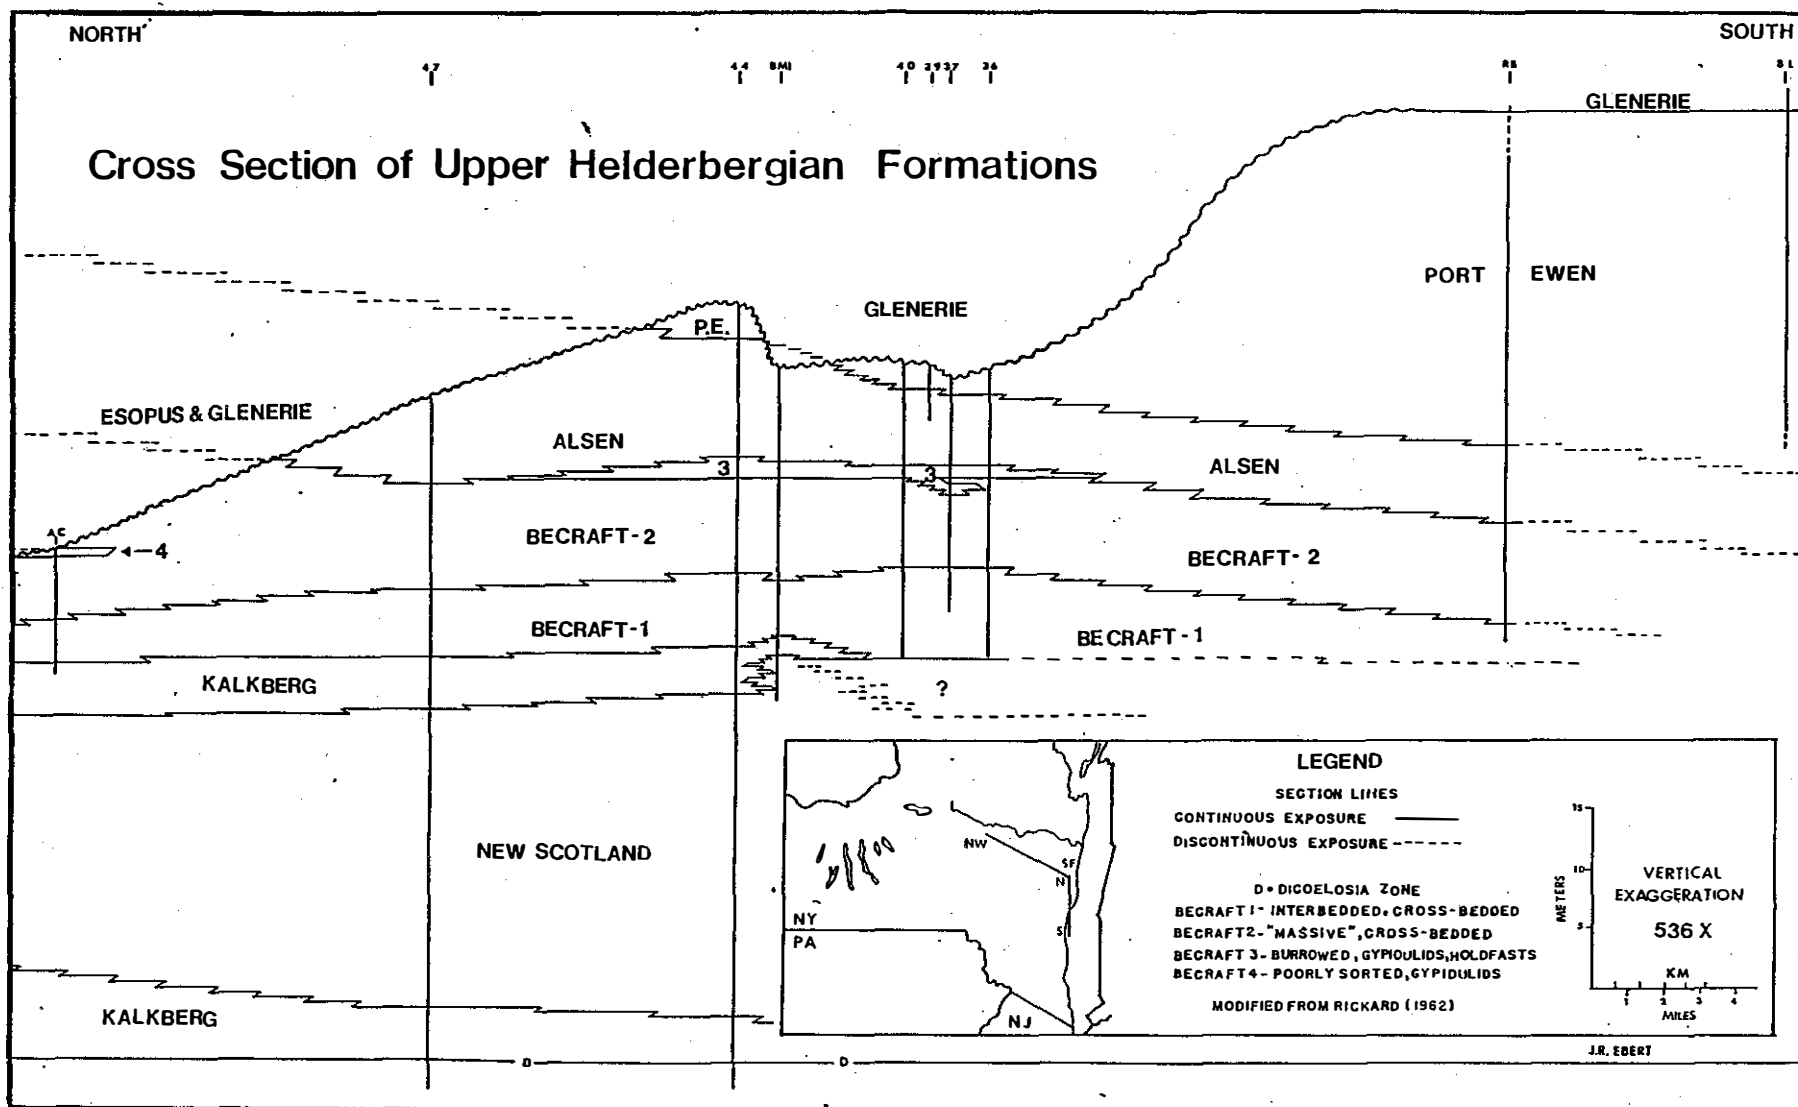 NORTH
SOUTH
47 44 BMI 40 39 37 36 RB BL
GLENERIE
Cross Section of Upper Helderbergian Formations
PORT EWEN
GLENERIE
P.E.
ESOPUS & GLENERIE
ALSEN
3
3
ALSEN
AC
4
BECRAFT-2
BECRAFT-2
BECRAFT-1
BECRAFT-1
KALKBERG
?
NEW SCOTLAND
KALKBERG
D
D
NW
SF
N
S
NY
PA
NJ
LEGEND
SECTION LINES
CONTINUOUS EXPOSURE
DISCONTINUOUS EXPOSURE
D = DICOELOSIA ZONE
BECRAFT 1- INTERBEDDED, CROSS-BEDDED
BECRAFT 2- "MASSIVE", CROSS-BEDDED
BECRAFT 3- BURROWED, GYPIDULIDS, HOLDFASTS
BECRAFT 4- POORLY SORTED, GYPIDULIDS
MODIFIED FROM RICKARD (1962)
15
10
5
METERS
VERTICAL
EXAGGERATION
536 X
KM
1 2 3 4
MILES
J.R. EBERT